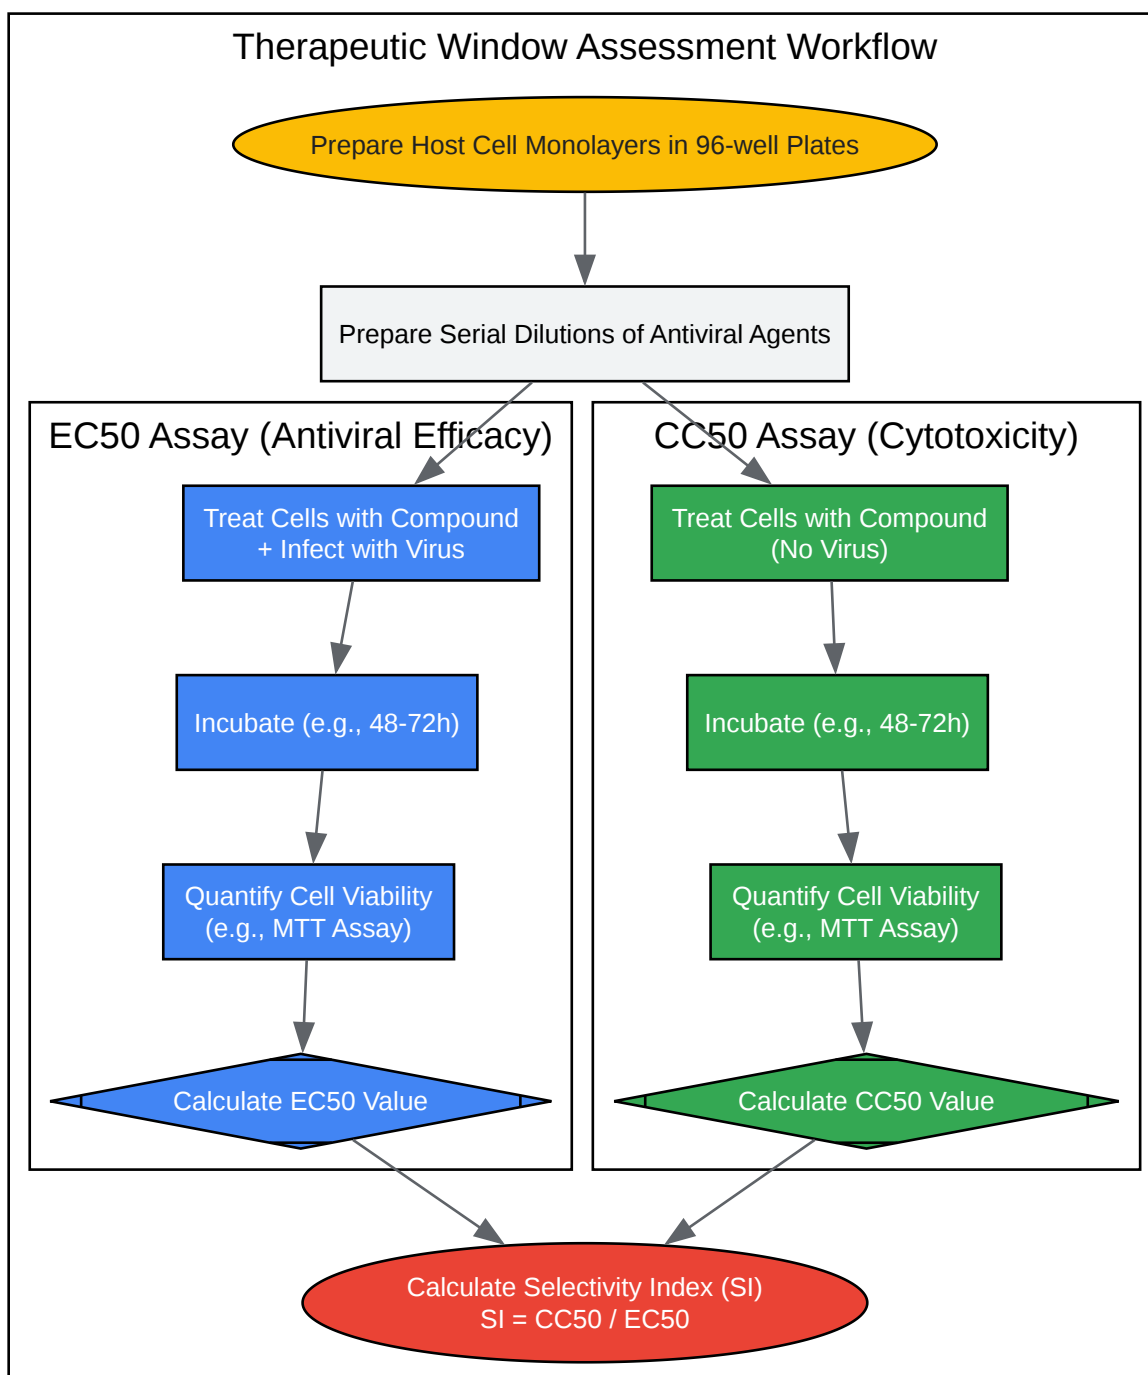 Therapeutic Window Assessment Workflow
Prepare Host Cell Monolayers in 96-well Plates
Prepare Serial Dilutions of Antiviral Agents
EC50 Assay (Antiviral Efficacy)
Treat Cells with Compound
+ Infect with Virus
Incubate (e.g., 48-72h)
Quantify Cell Viability
(e.g., MTT Assay)
Calculate EC50 Value
CC50 Assay (Cytotoxicity)
Treat Cells with Compound
(No Virus)
Incubate (e.g., 48-72h)
Quantify Cell Viability
(e.g., MTT Assay)
Calculate CC50 Value
Calculate Selectivity Index (SI)
SI = CC50 / EC50